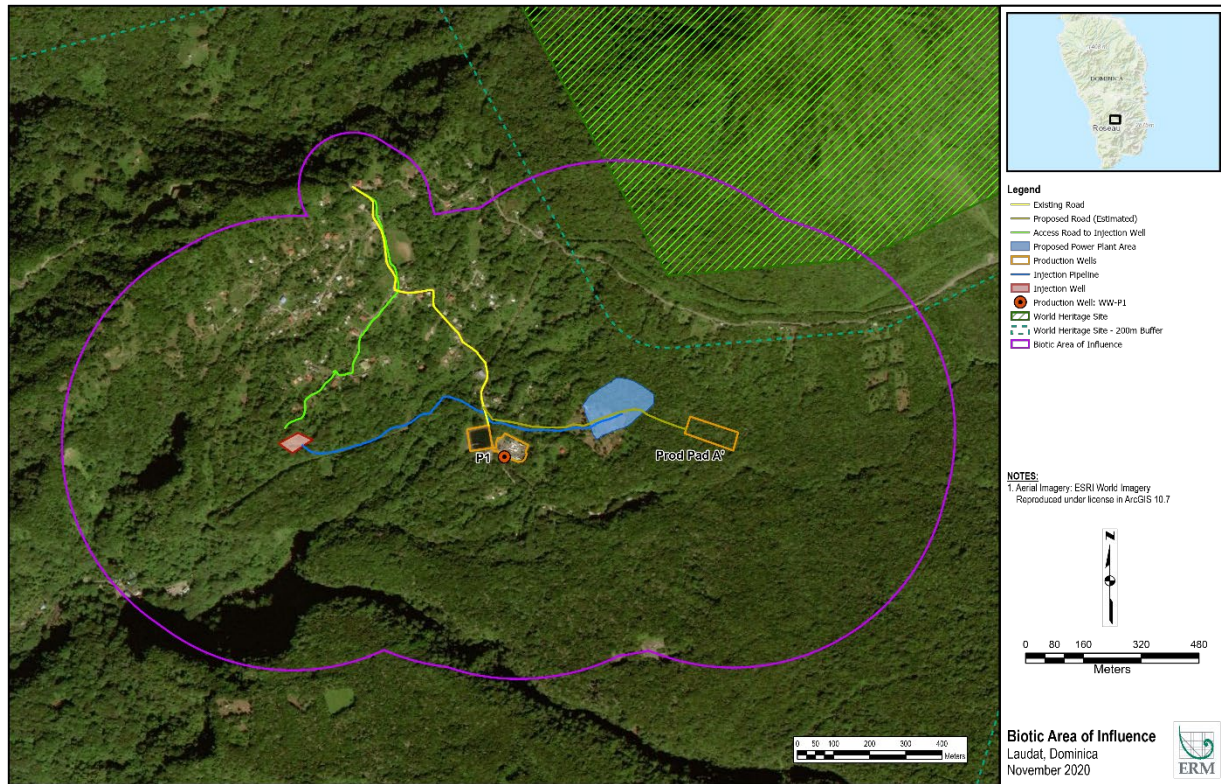 DOMINICA
Roseau
Legend
Existing Road
Proposed Road (Estimated)
Access Road to Injection Well
Proposed Power Plant Area
Production Wells
Injection Pipeline
Injection Well
Production Well: WW-P1
World Heritage Site
World Heritage Site - 200m Buffer
Biotic Area of Influence
P1
Prod Pad A'
NOTES:
1. Aerial Imagery: ESRI World Imagery
Reproduced under license in ArcGIS 10.7
N
0 80 160 320 480
Meters
0 50 100 200 300 400
Meters
Biotic Area of Influence
Laudat, Dominica
November 2020
ERM